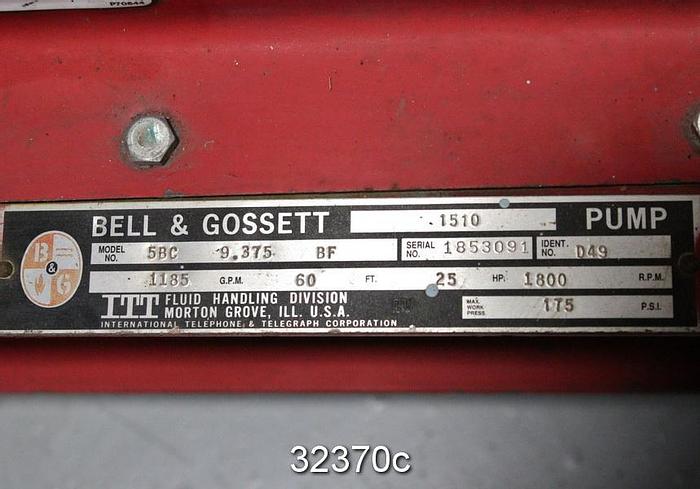 P70644
BELL & GOSSETT 1510 PUMP
B & G
MODEL NO. 5BC 9.375 BF SERIAL NO. 1853091 IDENT. NO. D49
1185 G.P.M. 60 FT. 25 HP. 1800 R.P.M.
ITT FLUID HANDLING DIVISION
MORTON GROVE, ILL. U.S.A.
INTERNATIONAL TELEPHONE & TELEGRAPH CORPORATION
MAX. WORK PRESS 175 P.S.I.
32370c